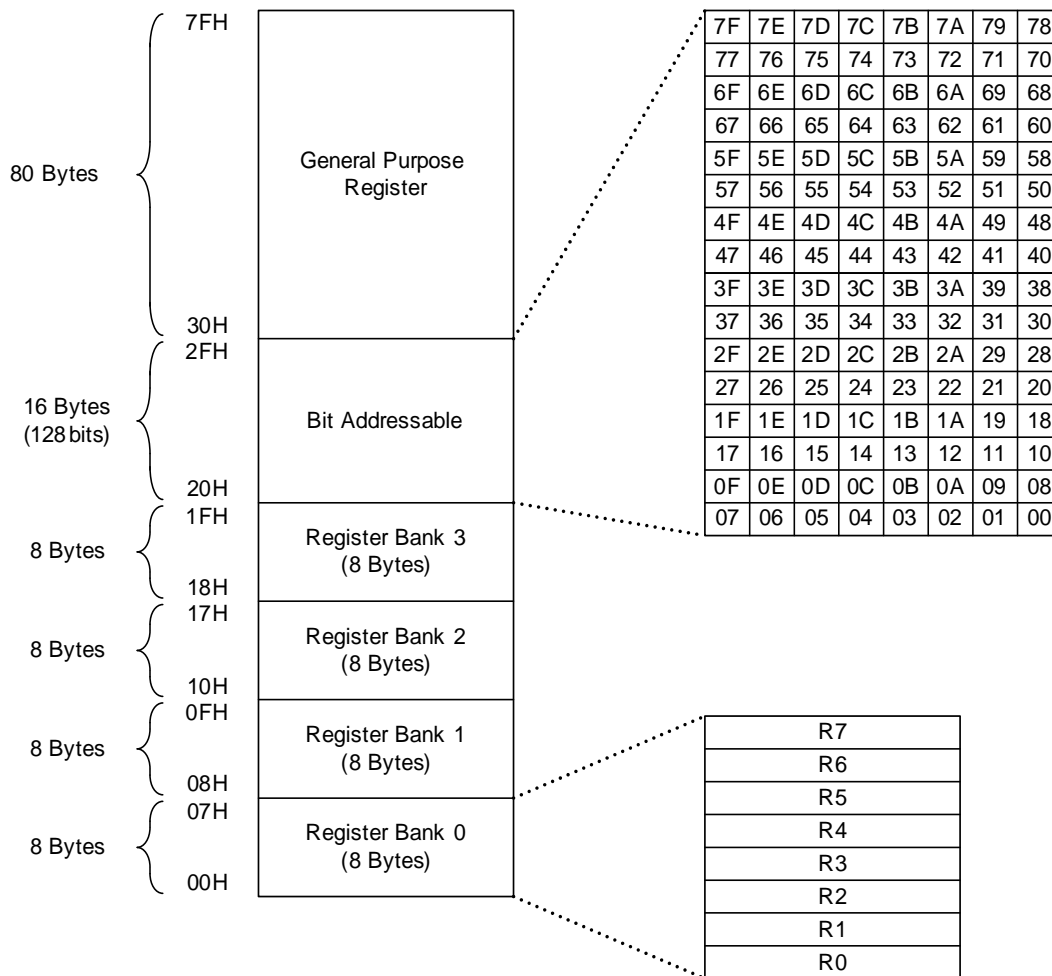 7FH
80 Bytes
General Purpose
Register
30H
2FH
16 Bytes
(128 bits)
Bit Addressable
20H
1FH
8 Bytes
Register Bank 3
(8 Bytes)
18H
17H
8 Bytes
Register Bank 2
(8 Bytes)
10H
0FH
8 Bytes
Register Bank 1
(8 Bytes)
08H
07H
8 Bytes
Register Bank 0
(8 Bytes)
00H
7F 7E 7D 7C 7B 7A 79 78
77 76 75 74 73 72 71 70
6F 6E 6D 6C 6B 6A 69 68
67 66 65 64 63 62 61 60
5F 5E 5D 5C 5B 5A 59 58
57 56 55 54 53 52 51 50
4F 4E 4D 4C 4B 4A 49 48
47 46 45 44 43 42 41 40
3F 3E 3D 3C 3B 3A 39 38
37 36 35 34 33 32 31 30
2F 2E 2D 2C 2B 2A 29 28
27 26 25 24 23 22 21 20
1F 1E 1D 1C 1B 1A 19 18
17 16 15 14 13 12 11 10
0F 0E 0D 0C 0B 0A 09 08
07 06 05 04 03 02 01 00
R7
R6
R5
R4
R3
R2
R1
R0